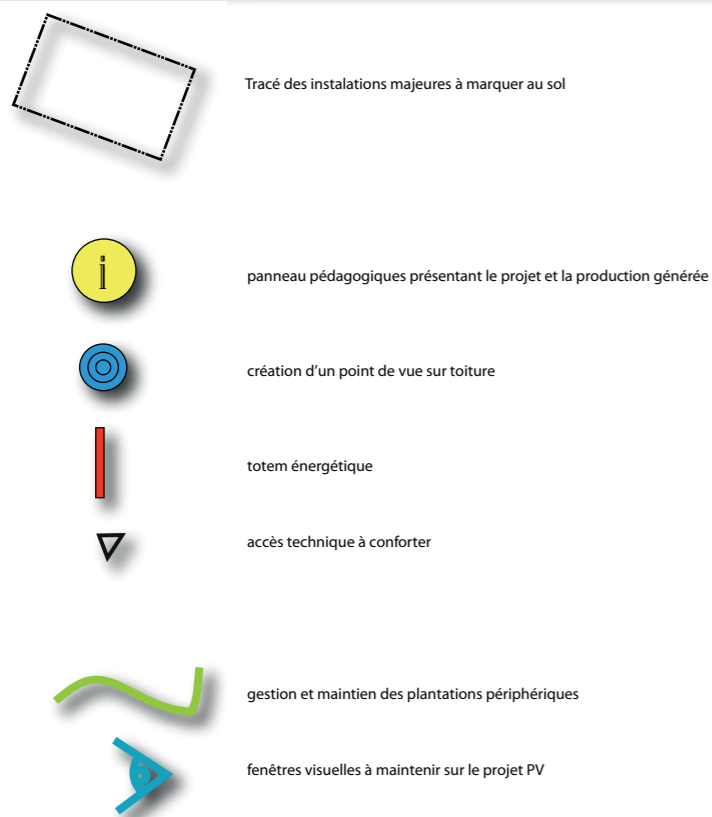 Tracé des instalations majeures à marquer au sol
i
panneau pédagogiques présentant le projet et la production générée
création d'un point de vue sur toiture
totem énergétique
accès technique à conforter
gestion et maintien des plantations périphériques
fenêtres visuelles à maintenir sur le projet PV